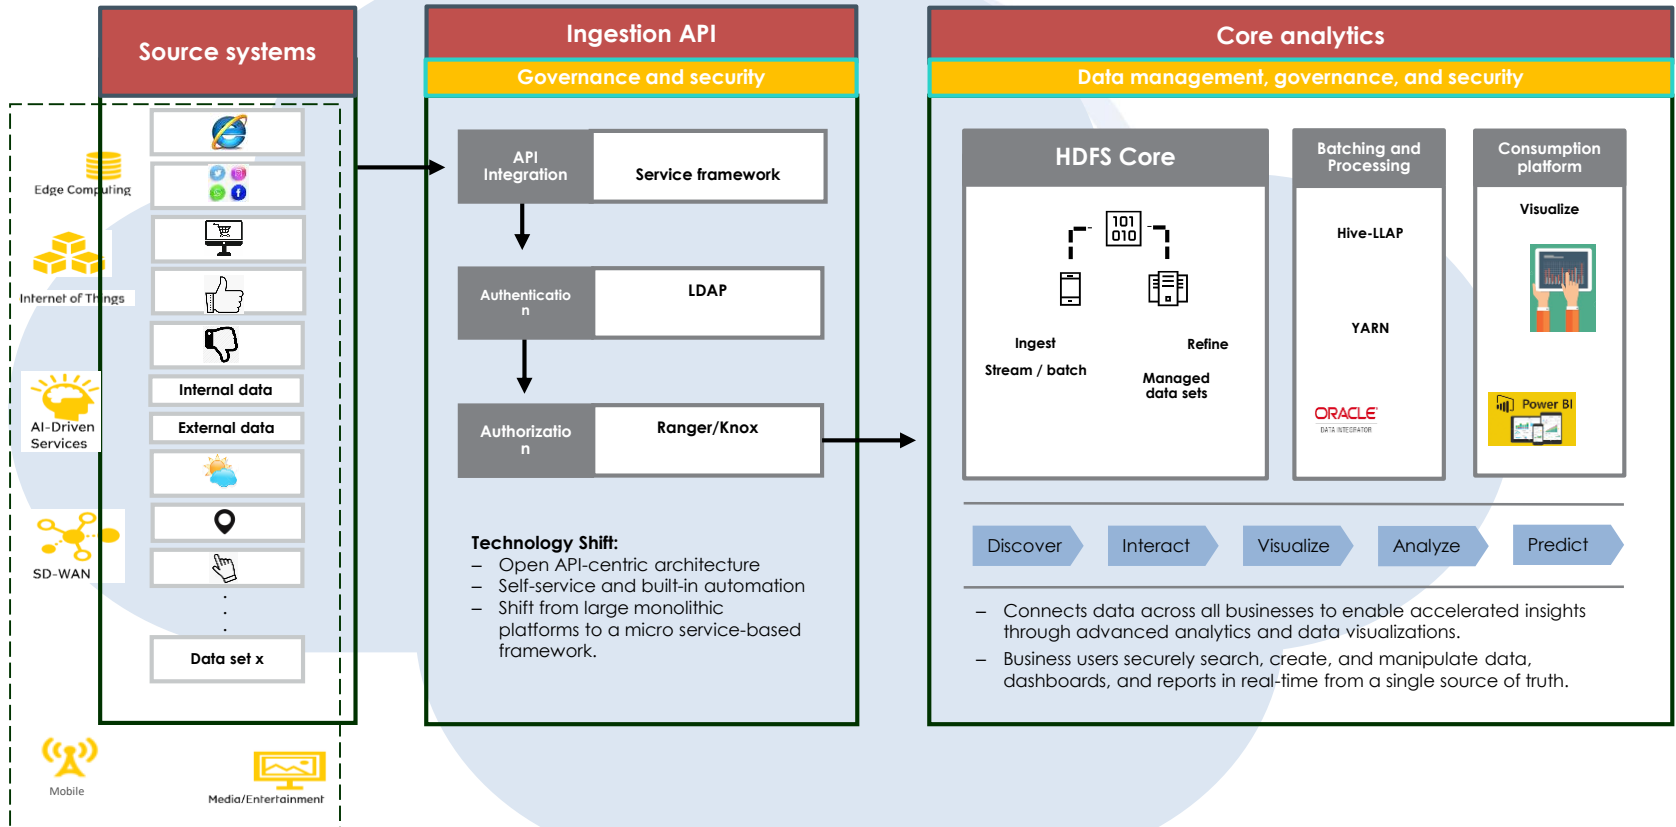 Source systems
Edge Computing
Internet of Things
AI-Driven
Services
SD-WAN
Mobile
Media/Entertainment
Internal data
External data
.
.
.
Data set x
Ingestion API
Governance and security
API
Integration
Service framework
Authenticatio
n
LDAP
Authorizatio
n
Ranger/Knox
Technology Shift:
– Open API-centric architecture
– Self-service and built-in automation
– Shift from large monolithic
platforms to a micro service-based
framework.
Core analytics
Data management, governance, and security
HDFS Core
101
010
Ingest
Stream / batch
Refine
Managed
data sets
Batching and
Processing
Hive-LLAP
YARN
ORACLE
DATA INTEGRATOR
Consumption
platform
Visualize
Power BI
Discover
Interact
Visualize
Analyze
Predict
– Connects data across all businesses to enable accelerated insights
through advanced analytics and data visualizations.
– Business users securely search, create, and manipulate data,
dashboards, and reports in real-time from a single source of truth.